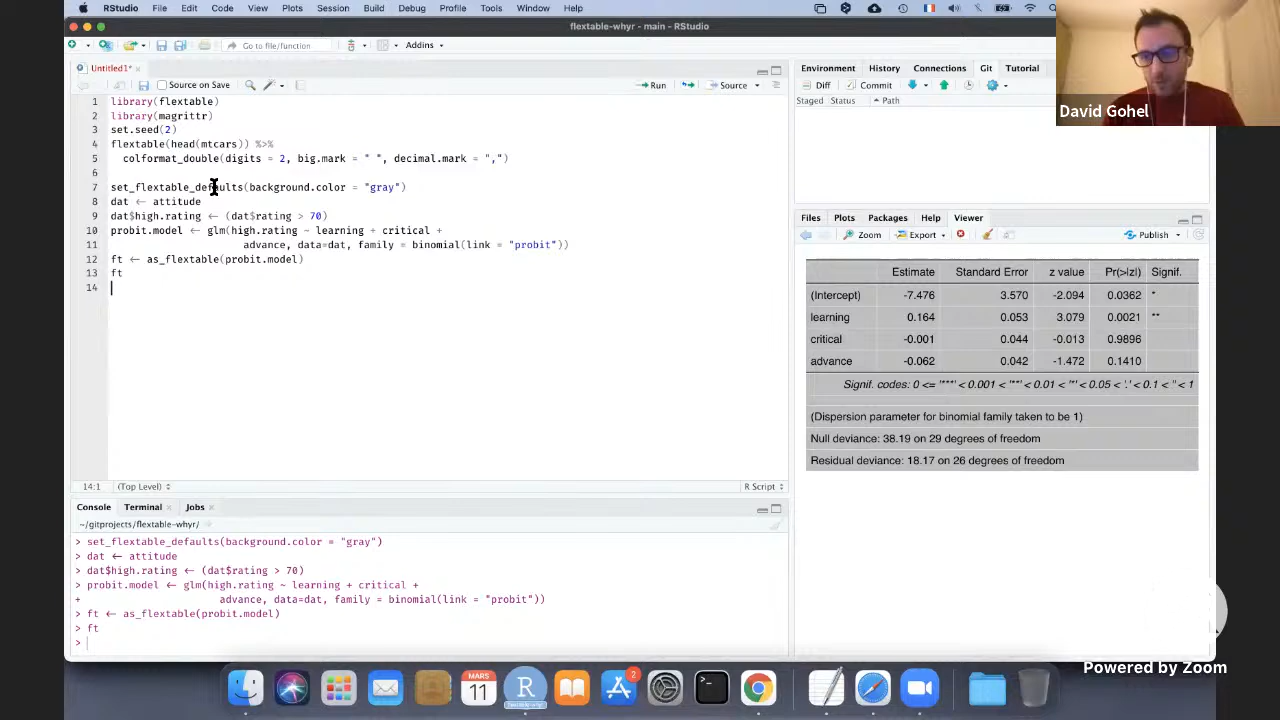 RStudio File Edit Code View Plots Session Build Debug Profile Tools Window Help
flextable-whyr - main - RStudio
Go to file/function Addins
Untitled1*
Source on Save Run Source
1 library(flextable)
2 library(magrittr)
3 set.seed(2)
4 flextable(head(mtcars)) %>%
5 colformat_double(digits = 2, big.mark = " ", decimal.mark = ",")
6
7 set_flextable_defaults(background.color = "gray")
8 dat ← attitude
9 dat$high.rating ← (dat$rating > 70)
10 probit.model ← glm(high.rating ~ learning + critical +
11 advance, data=dat, family = binomial(link = "probit"))
12 ft ← as_flextable(probit.model)
13 ft
14
14:1 (Top Level) R Script
Console Terminal Jobs
~/gitprojects/flextable-whyr/
> set_flextable_defaults(background.color = "gray")
> dat ← attitude
> dat$high.rating ← (dat$rating > 70)
> probit.model ← glm(high.rating ~ learning + critical +
+ advance, data=dat, family = binomial(link = "probit"))
> ft ← as_flextable(probit.model)
> ft
>
Environment History Connections Git Tutorial
Diff Commit
Staged Status Path
Files Plots Packages Help Viewer
Zoom Export Publish
Estimate Standard Error z value Pr(>|z|) Signif.
(Intercept) -7.476 3.570 -2.094 0.0362 *
learning 0.164 0.053 3.079 0.0021 **
critical -0.001 0.044 -0.013 0.9896
advance -0.062 0.042 -1.472 0.1410
Signif. codes: 0 <= '***' < 0.001 < '**' < 0.01 < '*' < 0.05 < '.' < 0.1 < '' < 1
(Dispersion parameter for binomial family taken to be 1)
Null deviance: 38.19 on 29 degrees of freedom
Residual deviance: 18.17 on 26 degrees of freedom
David Gohel
MARS
11
R
2
Powered by Zoom